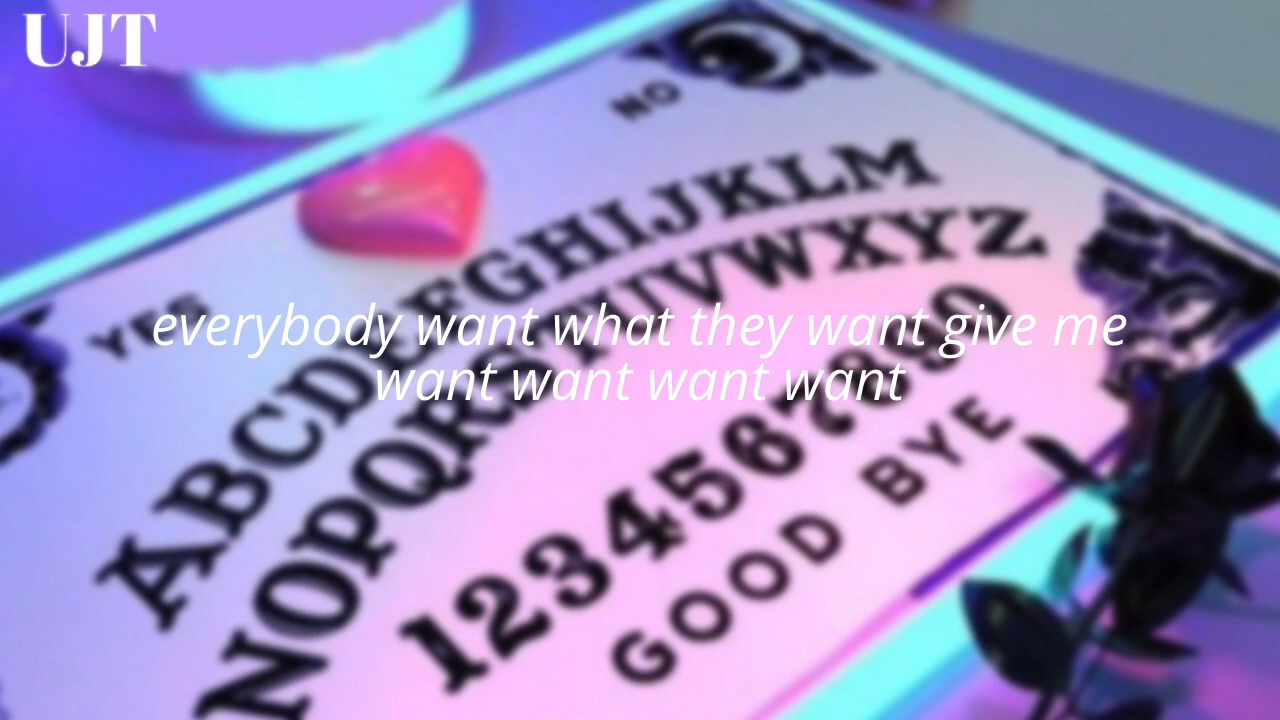 UJT
NO
YES
ABCDEFGHIJKLM
NOPQRSTUVWXYZ
1234567890
GOOD BYE
everybody want what they want give me
want want want want